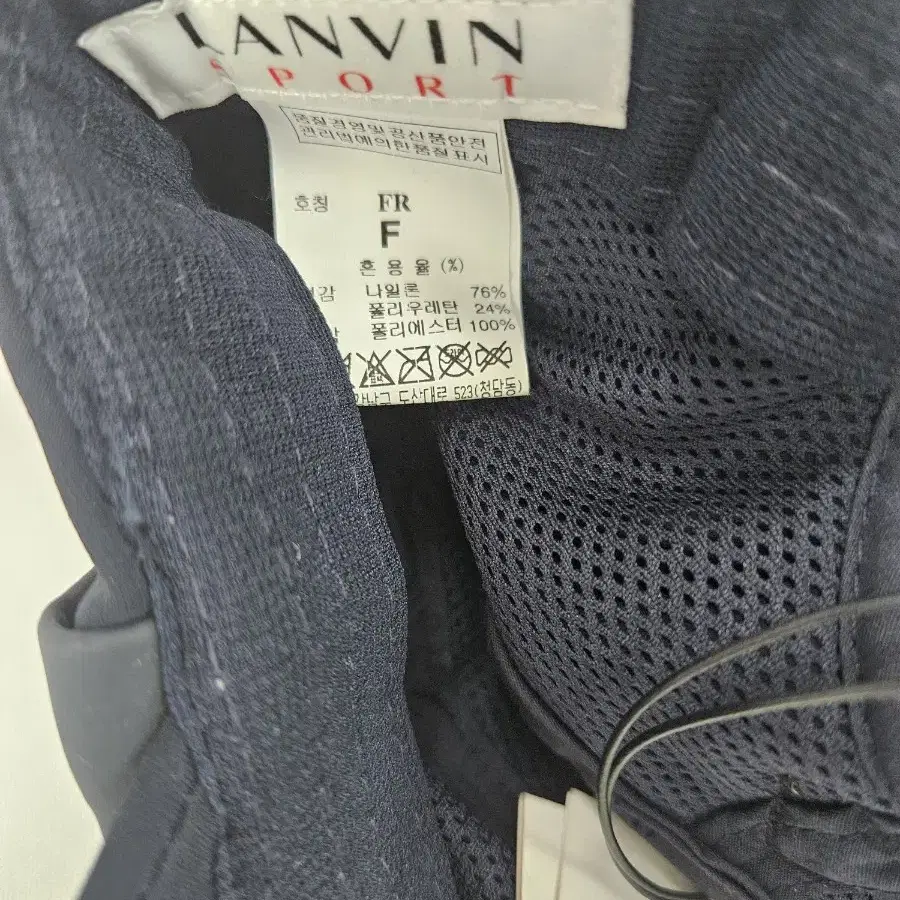 LANVIN
SPORT
품질경영및공산품안전
관리법에의한품질표시
호칭 FR
F
혼용율 (%)
겉감 나일론 76%
폴리우레탄 24%
폴리에스터 100%
도산대로 523(청담동)